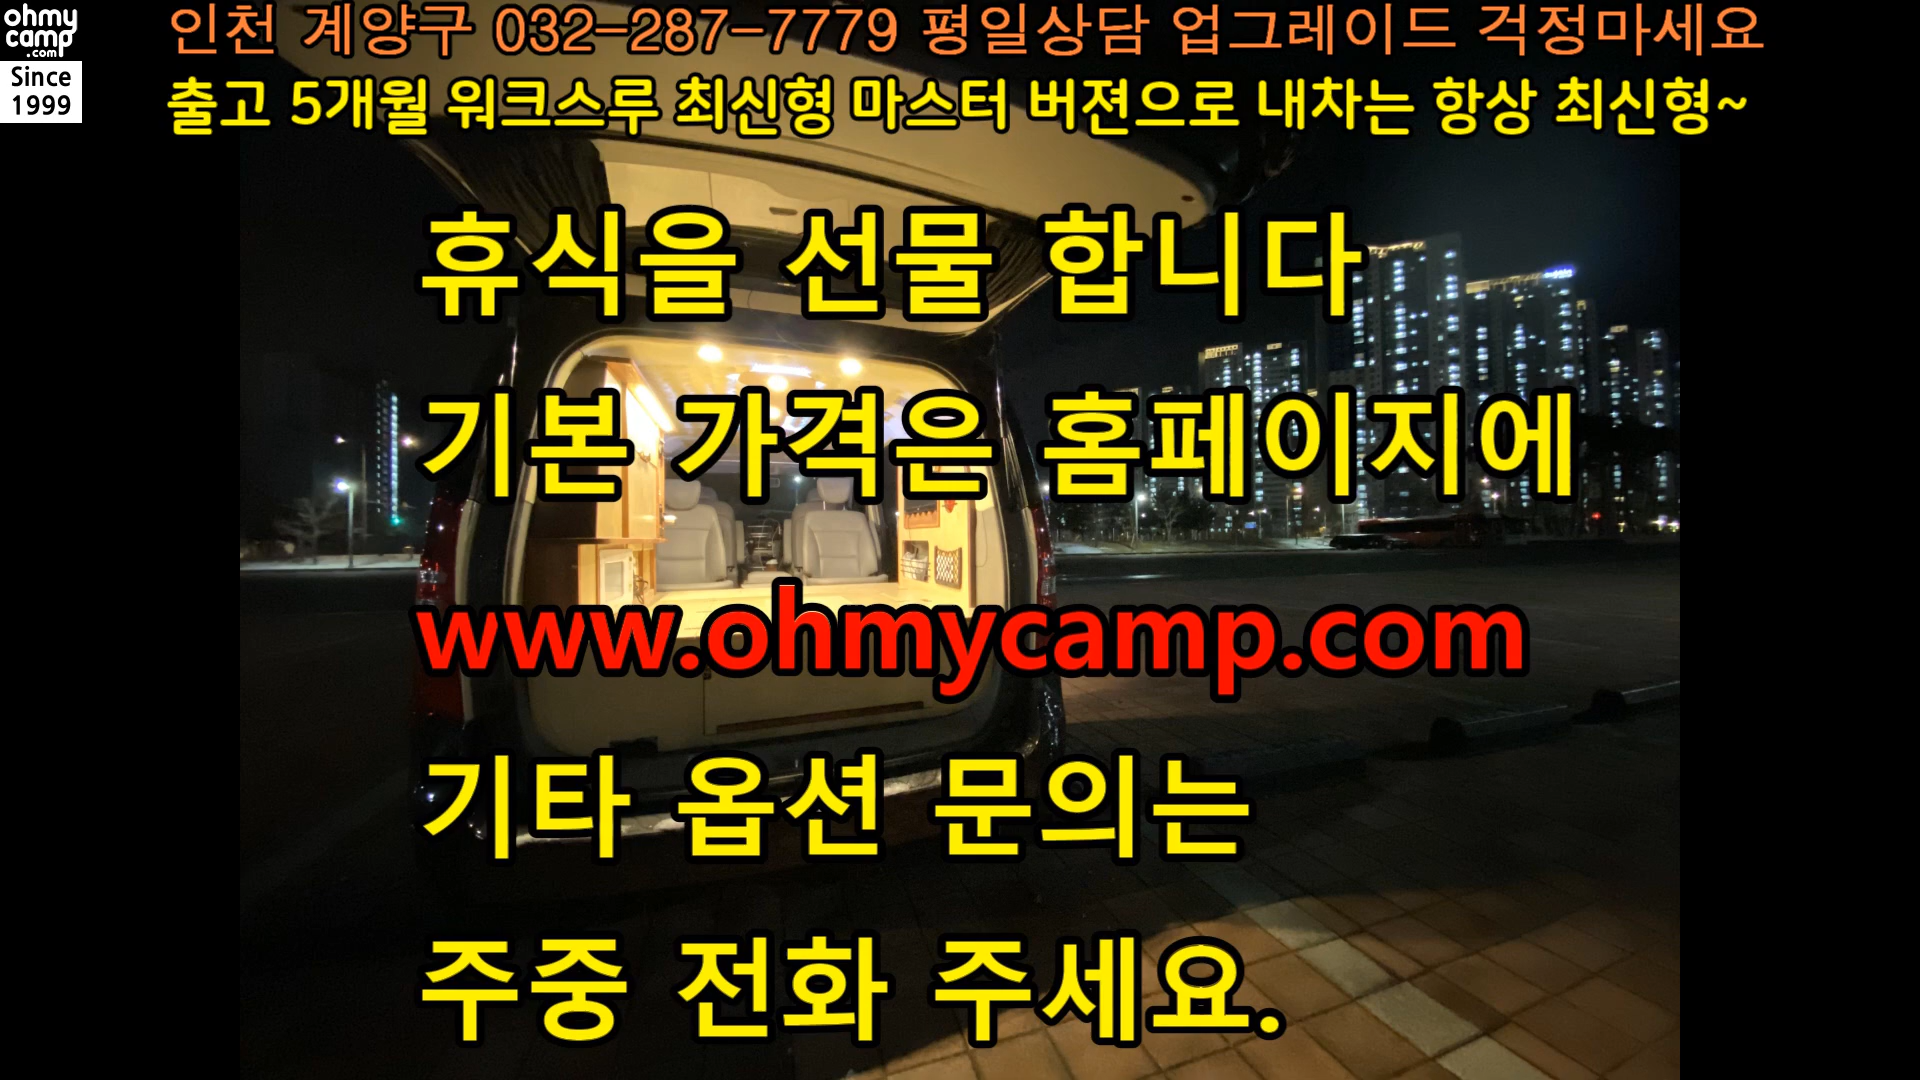 ohmy
camp
.com
Since
1999
인천 계양구 032-287-7779 평일상담 업그레이드 걱정마세요
출고 5개월 워크스루 최신형 마스터 버젼으로 내차는 항상 최신형~
휴식을 선물 합니다
기본 가격은 홈페이지에
www.ohmycamp.com
기타 옵션 문의는
주중 전화 주세요.